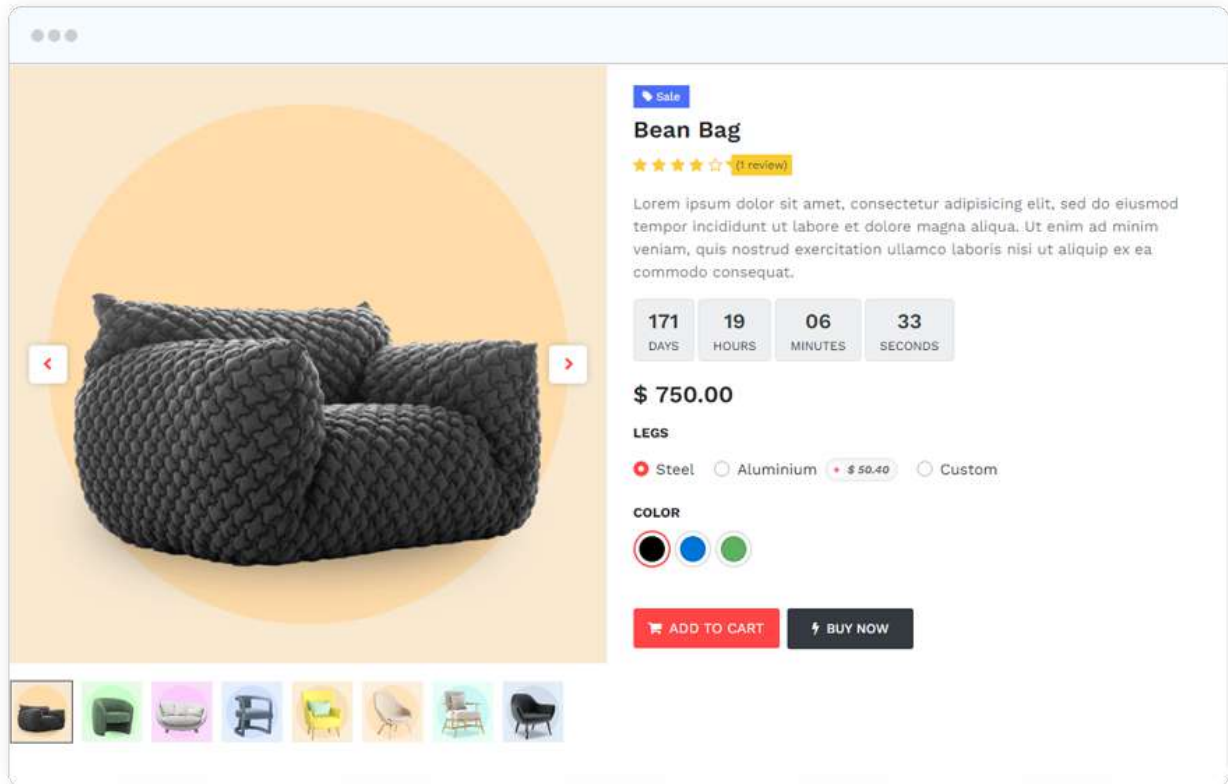 Sale
Bean Bag
(1 review)
Lorem ipsum dolor sit amet, consectetur adipisicing elit, sed do eiusmod
tempor incididunt ut labore et dolore magna aliqua. Ut enim ad minim
veniam, quis nostrud exercitation ullamco laboris nisi ut aliquip ex ea
commodo consequat.
171 19 06 33
DAYS HOURS MINUTES SECONDS
$ 750.00
LEGS
Steel Aluminium + $ 50.40 Custom
COLOR
ADD TO CART BUY NOW